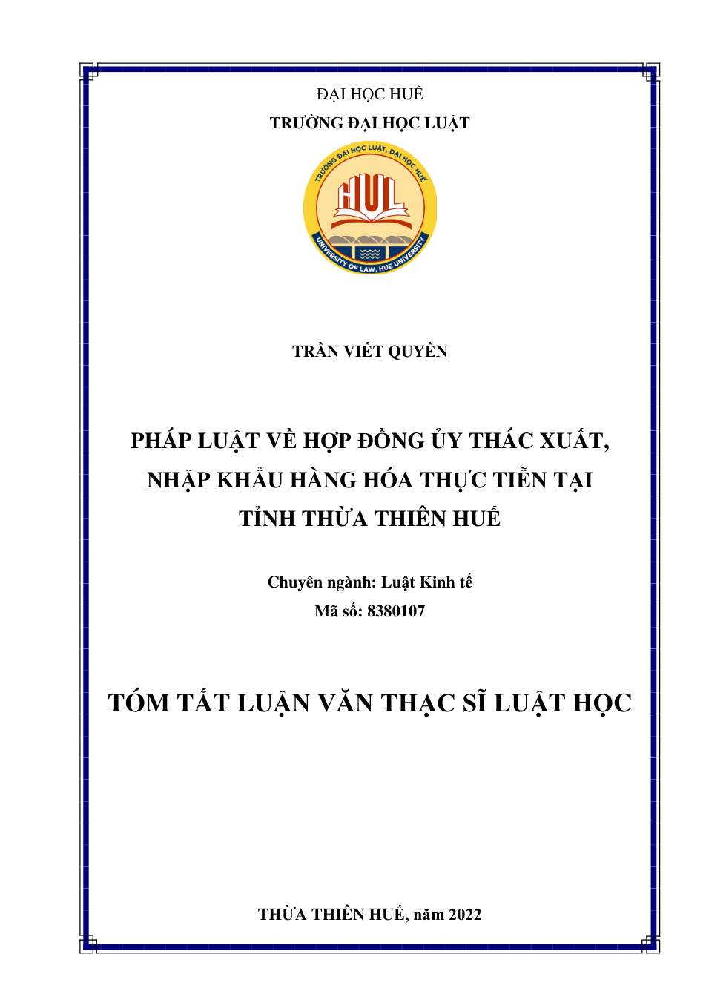 ĐẠI HỌC HUẾ
TRƯỜNG ĐẠI HỌC LUẬT
TRƯỜNG ĐẠI HỌC LUẬT, ĐẠI HỌC HUẾ
HUL
UNIVERSITY OF LAW, HUE UNIVERSITY
TRẦN VIẾT QUYỀN
PHÁP LUẬT VỀ HỢP ĐỒNG ỦY THÁC XUẤT,
NHẬP KHẨU HÀNG HÓA THỰC TIỄN TẠI
TỈNH THỪA THIÊN HUẾ
Chuyên ngành: Luật Kinh tế
Mã số: 8380107
TÓM TẮT LUẬN VĂN THẠC SĨ LUẬT HỌC
THỪA THIÊN HUẾ, năm 2022